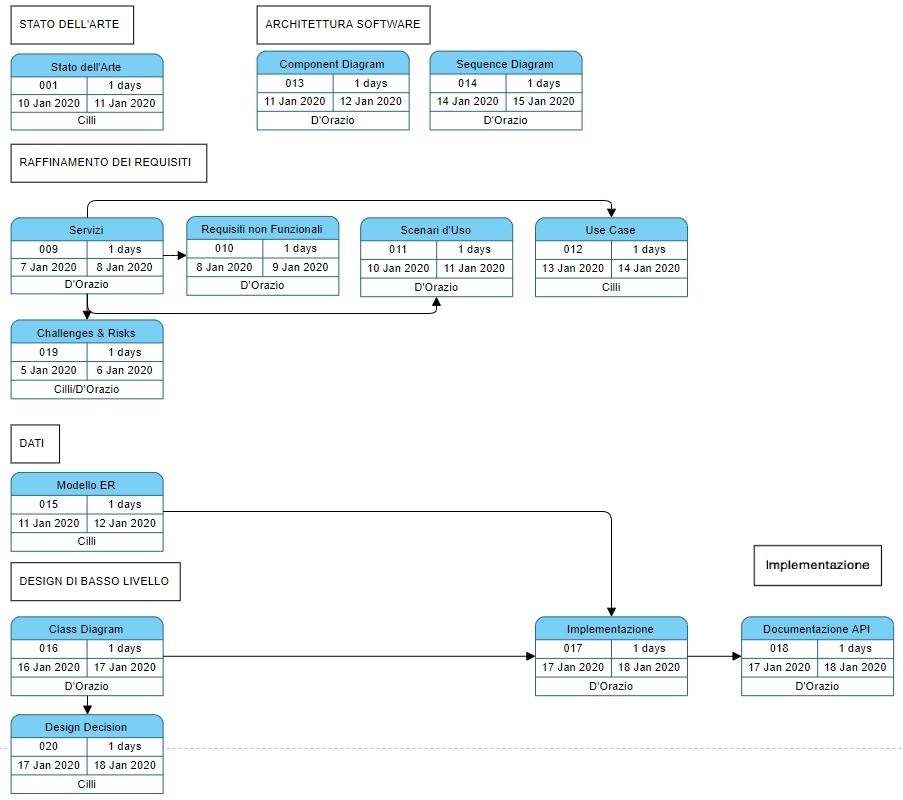 STATO DELL'ARTE
ARCHITETTURA SOFTWARE
Stato dell'Arte
001 1 days
10 Jan 2020 11 Jan 2020
Cilli
Component Diagram
013 1 days
11 Jan 2020 12 Jan 2020
D'Orazio
Sequence Diagram
014 1 days
14 Jan 2020 15 Jan 2020
D'Orazio
RAFFINAMENTO DEI REQUISITI
Servizi
009 1 days
7 Jan 2020 8 Jan 2020
D'Orazio
Requisiti non Funzionali
010 1 days
8 Jan 2020 9 Jan 2020
D'Orazio
Scenari d'Uso
011 1 days
10 Jan 2020 11 Jan 2020
D'Orazio
Use Case
012 1 days
13 Jan 2020 14 Jan 2020
Cilli
Challenges & Risks
019 1 days
5 Jan 2020 6 Jan 2020
Cilli/D'Orazio
DATI
Modello ER
015 1 days
11 Jan 2020 12 Jan 2020
Cilli
DESIGN DI BASSO LIVELLO
Implementazione
Class Diagram
016 1 days
16 Jan 2020 17 Jan 2020
D'Orazio
Implementazione
017 1 days
17 Jan 2020 18 Jan 2020
D'Orazio
Documentazione API
018 1 days
17 Jan 2020 18 Jan 2020
D'Orazio
Design Decision
020 1 days
17 Jan 2020 18 Jan 2020
Cilli